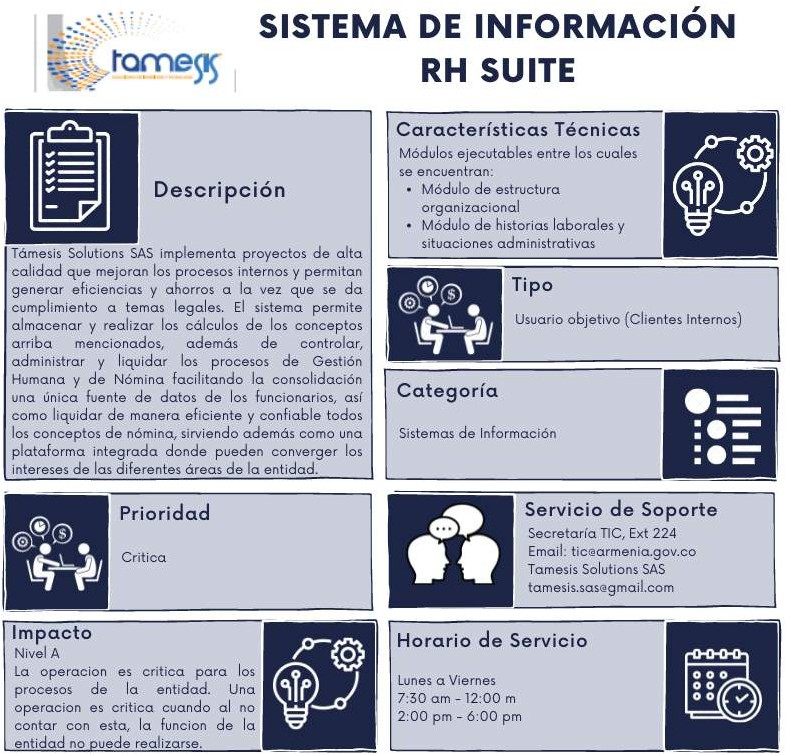 tamesis
SISTEMA DE INFORMACIÓN
RH SUITE
Descripción
Támesis Solutions SAS implementa proyectos de alta
calidad que mejoran los procesos internos y permitan
generar eficiencias y ahorros a la vez que se da
cumplimiento a temas legales. El sistema permite
almacenar y realizar los cálculos de los conceptos
arriba mencionados, además de controlar,
administrar y liquidar los procesos de Gestión
Humana y de Nómina facilitando la consolidación
una única fuente de datos de los funcionarios, así
como liquidar de manera eficiente y confiable todos
los conceptos de nómina, sirviendo además como una
plataforma integrada donde pueden converger los
intereses de las diferentes áreas de la entidad.
Características Técnicas
Módulos ejecutables entre los cuales
se encuentran:
• Módulo de estructura
organizacional
• Módulo de historias laborales y
situaciones administrativas
Tipo
Usuario objetivo (Clientes Internos)
Categoría
Sistemas de Información
Prioridad
Critica
Servicio de Soporte
Secretaría TIC, Ext 224
Email: tic@armenia.gov.co
Tamesis Solutions SAS
tamesis.sas@gmail.com
Impacto
Nivel A
La operacion es critica para los
procesos de la entidad. Una
operacion es critica cuando al no
contar con esta, la funcion de la
entidad no puede realizarse.
Horario de Servicio
Lunes a Viernes
7:30 am - 12:00 m
2:00 pm - 6:00 pm